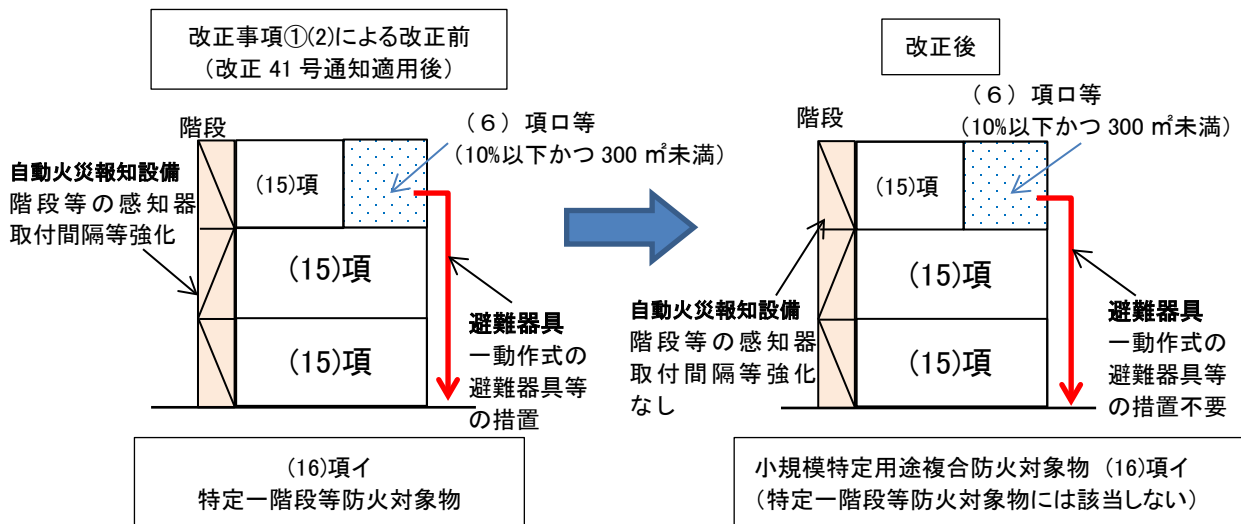 改正事項①(2)による改正前
(改正 41 号通知適用後)
階段
(6)項ロ等
(10%以下かつ 300 ㎡未満)
自動火災報知設備
階段等の感知器
取付間隔等強化
(15)項
(15)項
(15)項
避難器具
一動作式の
避難器具等
の措置
(16)項イ
特定一階段等防火対象物
改正後
階段
(6)項ロ等
(10%以下かつ 300 ㎡未満)
(15)項
(15)項
(15)項
自動火災報知設備
階段等の感知器
取付間隔等強化
なし
避難器具
一動作式の
避難器具等
の措置不要
小規模特定用途複合防火対象物 (16)項イ
(特定一階段等防火対象物には該当しない)